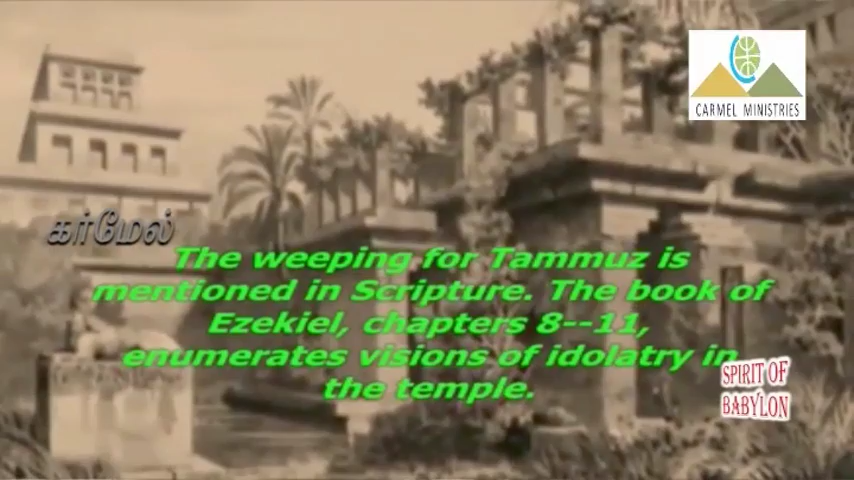 CARMEL MINISTRIES
கர்மேல்
The weeping for Tammuz is
mentioned in Scripture. The book of
Ezekiel, chapters 8--11,
enumerates visions of idolatry in
the temple.
SPIRIT OF
BABYLON